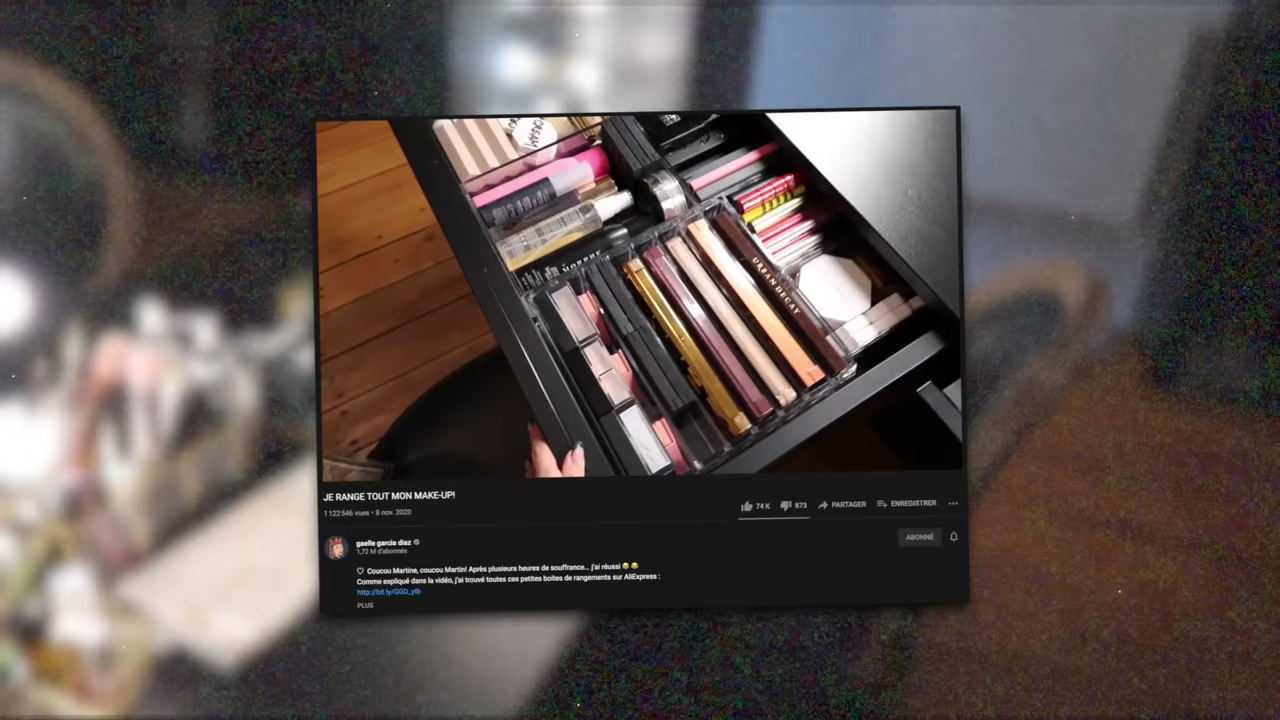 CREAM
MORPHE
URBAN DECAY
JE RANGE TOUT MON MAKE-UP!
1 122 546 vues • 8 nov. 2020
74 K
873
PARTAGER
ENREGISTRER
gaelle garcia diaz
1,72 M d'abonnés
ABONNÉ
♡ Coucou Martine, coucou Martin! Après plusieurs heures de souffrance... j'ai réussi 😂😂
Comme expliqué dans la vidéo, j'ai trouvé toutes ces petites boites de rangements sur AliExpress :
http://bit.ly/GGD_ytb
PLUS